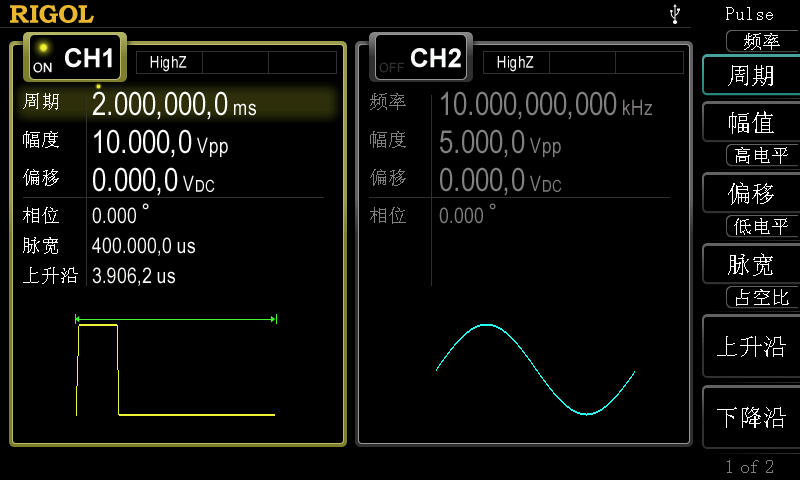 RIGOL
ON CH1 HighZ
周期 2.000,000,0 ms
幅度 10.000,0 Vpp
偏移 0.000,0 VDC
相位 0.000 °
脉宽 400.000,0 us
上升沿 3.906,2 us
OFF CH2 HighZ
频率 10.000,000,000 kHz
幅度 5.000,0 Vpp
偏移 0.000,0 VDC
相位 0.000 °
Pulse
频率
周期
幅值
高电平
偏移
低电平
脉宽
占空比
上升沿
下降沿
1 of 2